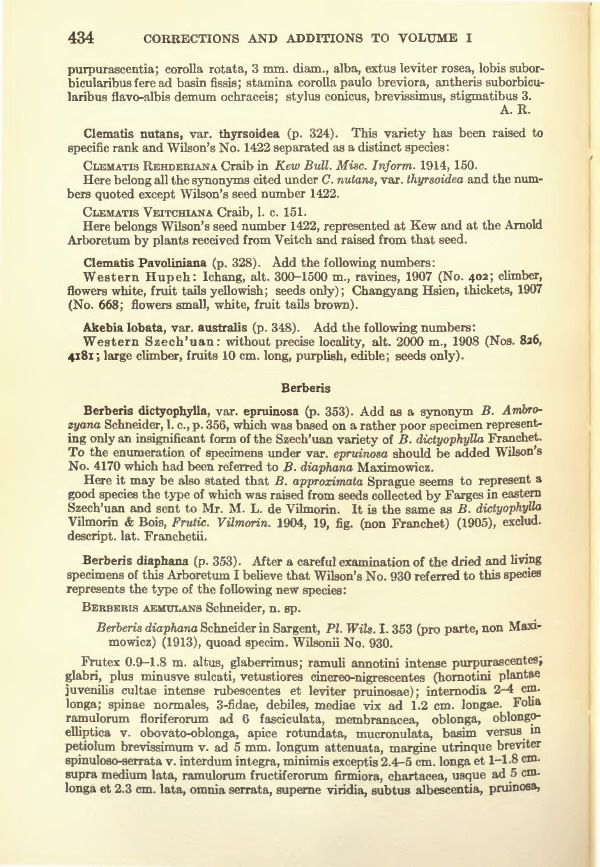 434 CORRECTIONS AND ADDITIONS TO VOLUME I
purpurascentia; corolla rotata, 3 mm. diam., alba, extus leviter rosea, lobis subor-
bicularibus fere ad basin fissis; stamina corolla paulo breviora, antheris suborbicu-
laribus flavo-albis demum ochraceis; stylus conicus, brevissimus, stigmatibus 3.
A. R.
Clematis nutans, var. thyrsoidea (p. 324). This variety has been raised to
specific rank and Wilson's No. 1422 separated as a distinct species:
CLEMATIS REHDERIANA Craib in Kew Bull. Misc. Inform. 1914, 150.
Here belong all the synonyms cited under C. nutans, var. thyrsoidea and the num-
bers quoted except Wilson's seed number 1422.
CLEMATIS VEITCHIANA Craib, l. c. 151.
Here belongs Wilson's seed number 1422, represented at Kew and at the Arnold
Arboretum by plants received from Veitch and raised from that seed.
Clematis Pavoliniana (p. 328). Add the following numbers:
Western Hupeh: Ichang, alt. 300-1500 m., ravines, 1907 (No. 402; climber,
flowers white, fruit tails yellowish; seeds only); Changyang Hsien, thickets, 1907
(No. 668; flowers small, white, fruit tails brown).
Akebia lobata, var. australis (p. 348). Add the following numbers:
Western Szech'uan: without precise locality, alt. 2000 m., 1908 (Nos. 826,
4181; large climber, fruits 10 cm. long, purplish, edible; seeds only).
Berberis
Berberis dictyophylla, var. epruinosa (p. 353). Add as a synonym B. Ambro-
zyana Schneider, l. c., p. 356, which was based on a rather poor specimen represent-
ing only an insignificant form of the Szech'uan variety of B. dictyophylla Franchet.
To the enumeration of specimens under var. epruinosa should be added Wilson's
No. 4170 which had been referred to B. diaphana Maximowicz.
Here it may be also stated that B. approximata Sprague seems to represent a
good species the type of which was raised from seeds collected by Farges in eastern
Szech'uan and sent to Mr. M. L. de Vilmorin. It is the same as B. dictyophylla
Vilmorin & Bois, Frutic. Vilmorin. 1904, 19, fig. (non Franchet) (1905), exclud.
descript. lat. Franchetii.
Berberis diaphana (p. 353). After a careful examination of the dried and living
specimens of this Arboretum I believe that Wilson's No. 930 referred to this species
represents the type of the following new species:
BERBERIS AEMULANS Schneider, n. sp.
Berberis diaphana Schneider in Sargent, Pl. Wils. I. 353 (pro parte, non Maxi-
mowicz) (1913), quoad specim. Wilsonii No. 930.
Frutex 0.9-1.8 m. altus, glaberrimus; ramuli annotini intense purpurascentes;
glabri, plus minusve sulcati, vetustiores cinereo-nigrescentes (hornotini plantae
juvenilis cultae intense rubescentes et leviter pruinosae); internodia 2-4 cm.
longa; spinae normales, 3-fidae, debiles, mediae vix ad 1.2 cm. longae. Folia
ramulorum floriferorum ad 6 fasciculata, membranacea, oblonga, oblongo-
elliptica v. obovato-oblonga, apice rotundata, mucronulata, basim versus in
petiolum brevissimum v. ad 5 mm. longum attenuata, margine utrinque breviter
spinuloso-serrata v. interdum integra, minimis exceptis 2.4-5 cm. longa et 1-1.8 cm.
supra medium lata, ramulorum fructiferorum firmiora, chartacea, usque ad 5 cm.
longa et 2.3 cm. lata, omnia serrata, superne viridia, subtus albescentia, pruinosa,